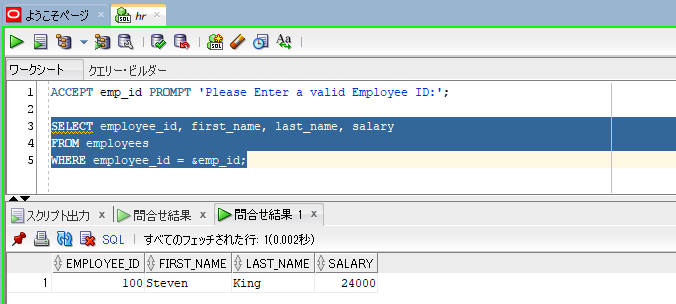 ようこそページ
hr
ワークシート クエリー・ビルダー
1 ACCEPT emp_id PROMPT 'Please Enter a valid Employee ID:';
2
3 SELECT employee_id, first_name, last_name, salary
4 FROM employees
5 WHERE employee_id = &emp_id;
スクリプト出力 x 問合せ結果 x 問合せ結果 1 x
SQL | すべてのフェッチされた行: 1(0.002秒)
EMPLOYEE_ID FIRST_NAME LAST_NAME SALARY
1 100 Steven King 24000